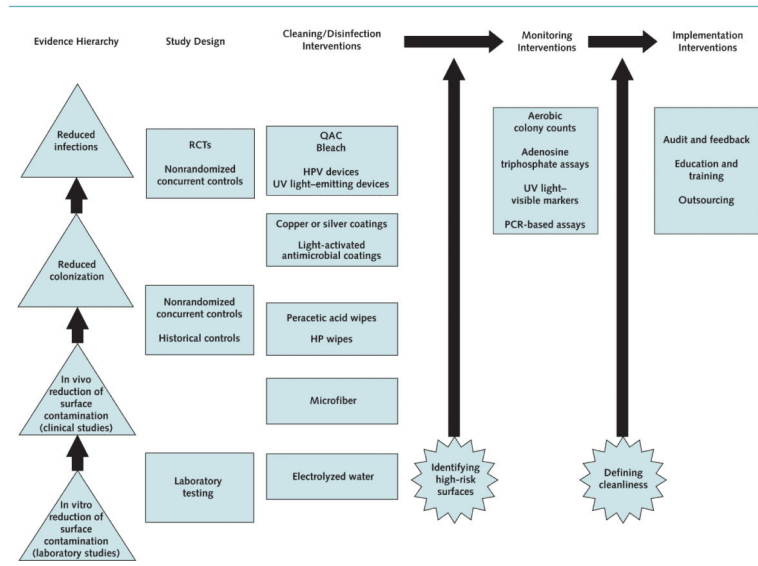 Evidence Hierarchy
Study Design
Cleaning/Disinfection
Interventions
Monitoring
Interventions
Implementation
Interventions
Reduced
infections
RCTs
Nonrandomized
concurrent controls
QAC
Bleach
HPV devices
UV light–emitting devices
Aerobic
colony counts
Adenosine
triphosphate assays
UV light–
visible markers
PCR-based assays
Audit and feedback
Education and
training
Outsourcing
Reduced
colonization
Copper or silver coatings
Light-activated
antimicrobial coatings
Nonrandomized
concurrent controls
Historical controls
Peracetic acid wipes
HP wipes
In vivo
reduction of
surface
contamination
(clinical studies)
Microfiber
In vitro
reduction of
surface
contamination
(laboratory studies)
Laboratory
testing
Electrolyzed water
Identifying
high-risk
surfaces
Defining
cleanliness